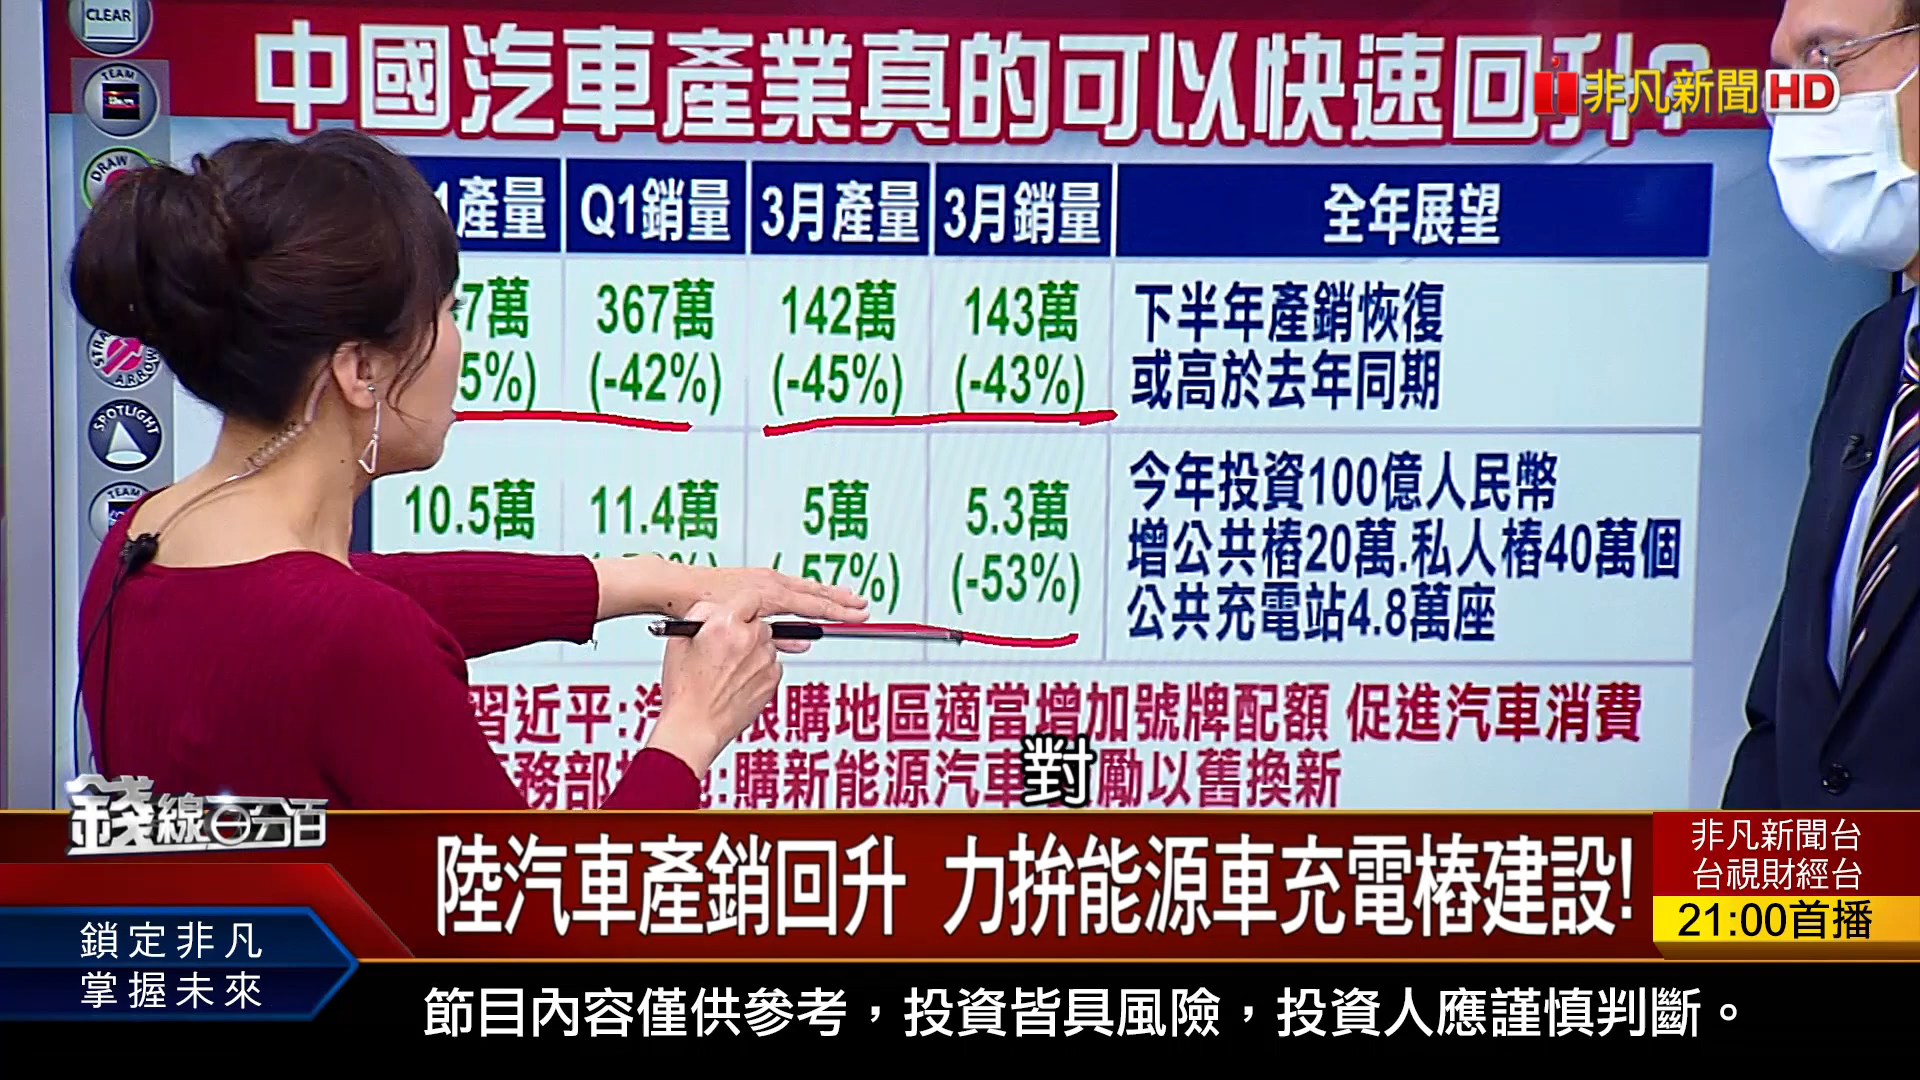 CLEAR
TEAM
DRAW
STRA
ARROW
SPOTLIGHT
TEAM
中國汽車產業真的可以快速回升?
非凡新聞HD
1產量 Q1銷量 3月產量 3月銷量 全年展望
7萬 367萬 142萬 143萬 下半年產銷恢復
5%) (-42%) (-45%) (-43%) 或高於去年同期
10.5萬 11.4萬 5萬 5.3萬 今年投資100億人民幣
(-57%) (-53%) 增公共樁20萬.私人樁40萬個
公共充電站4.8萬座
習近平:汽 限購地區適當增加號牌配額 促進汽車消費
務部 :購新能源汽車 勵以舊換新
對
錢線百分百
陸汽車產銷回升 力拚能源車充電樁建設!
非凡新聞台
台視財經台
21:00首播
鎖定非凡
掌握未來
節目內容僅供參考，投資皆具風險，投資人應謹慎判斷。